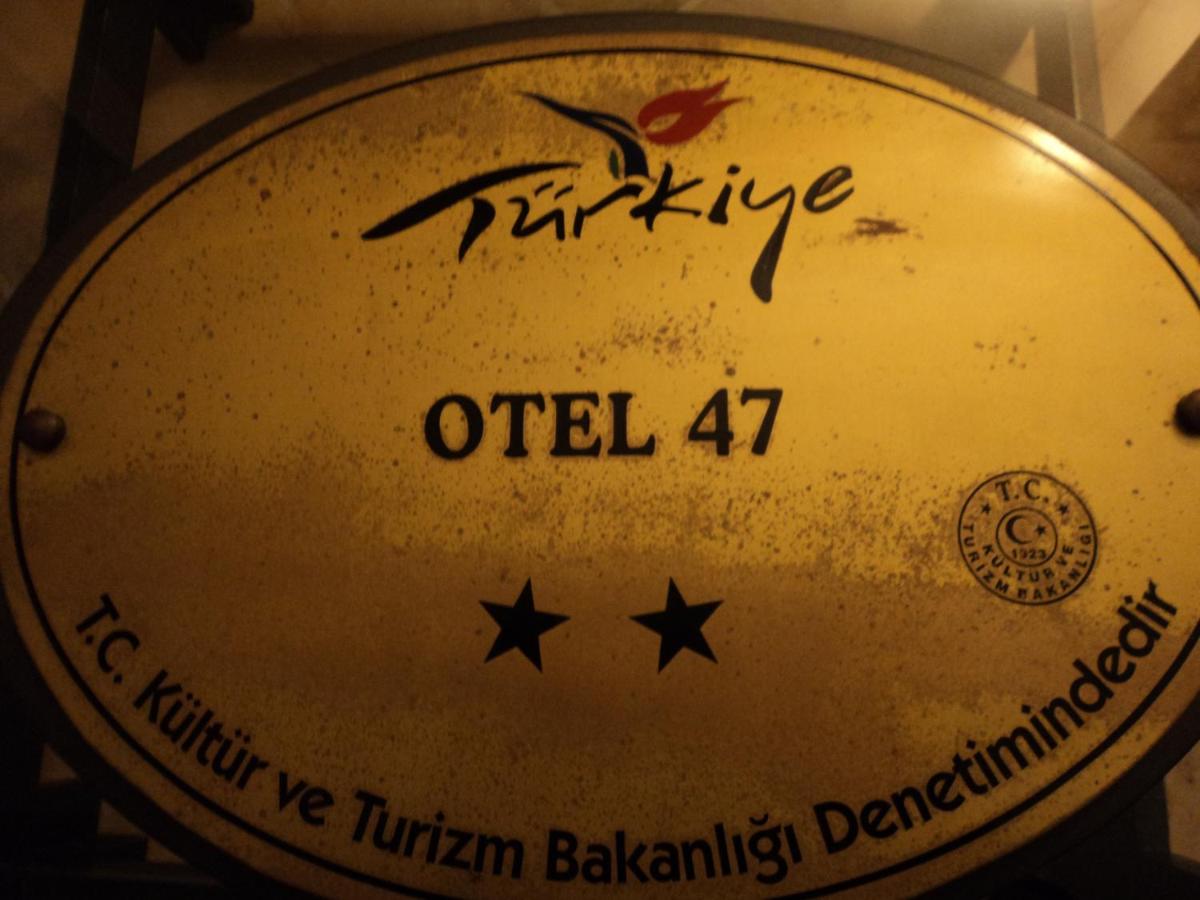 Türkiye
OTEL 47
T.C.
1923
KÜLTÜR VE
TURİZM BAKANLIĞI
T.C. Kültür ve Turizm Bakanlığı Denetimindedir